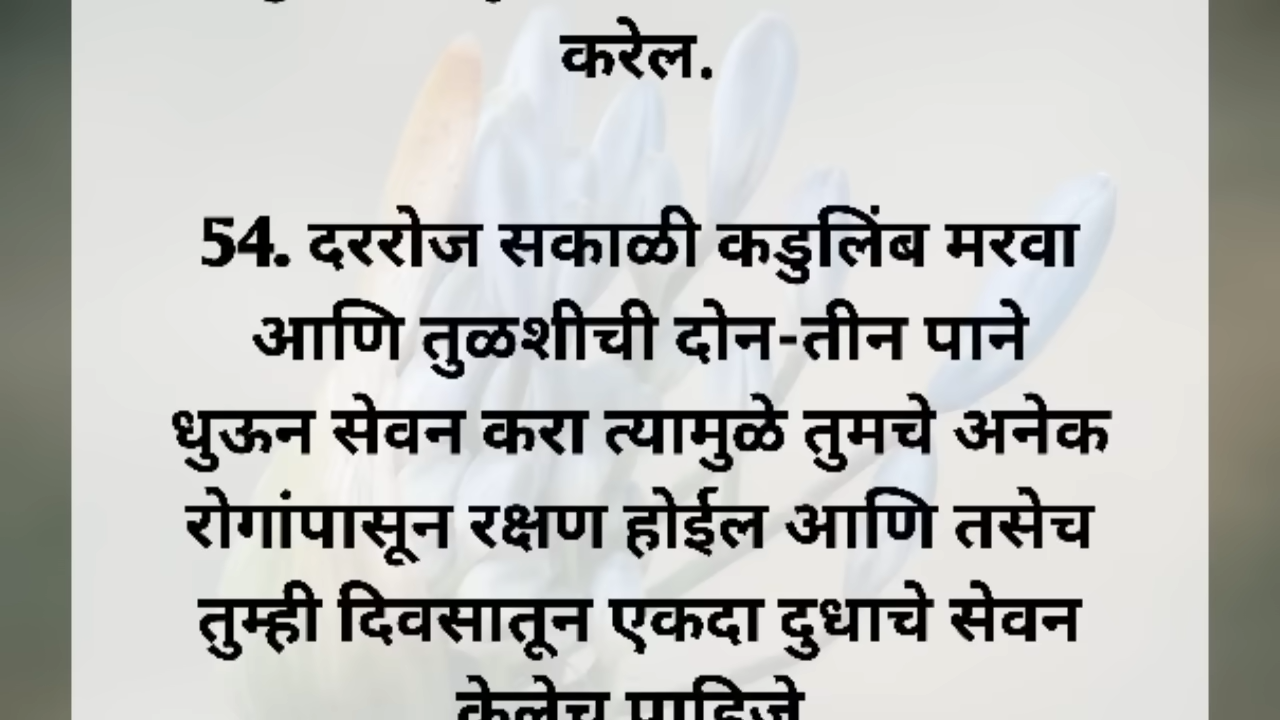 करेल.
54. दररोज सकाळी कडुलिंब मरवा
आणि तुळशीची दोन-तीन पाने
धुऊन सेवन करा त्यामुळे तुमचे अनेक
रोगांपासून रक्षण होईल आणि तसेच
तुम्ही दिवसातून एकदा दुधाचे सेवन
केलेच पाहिजे